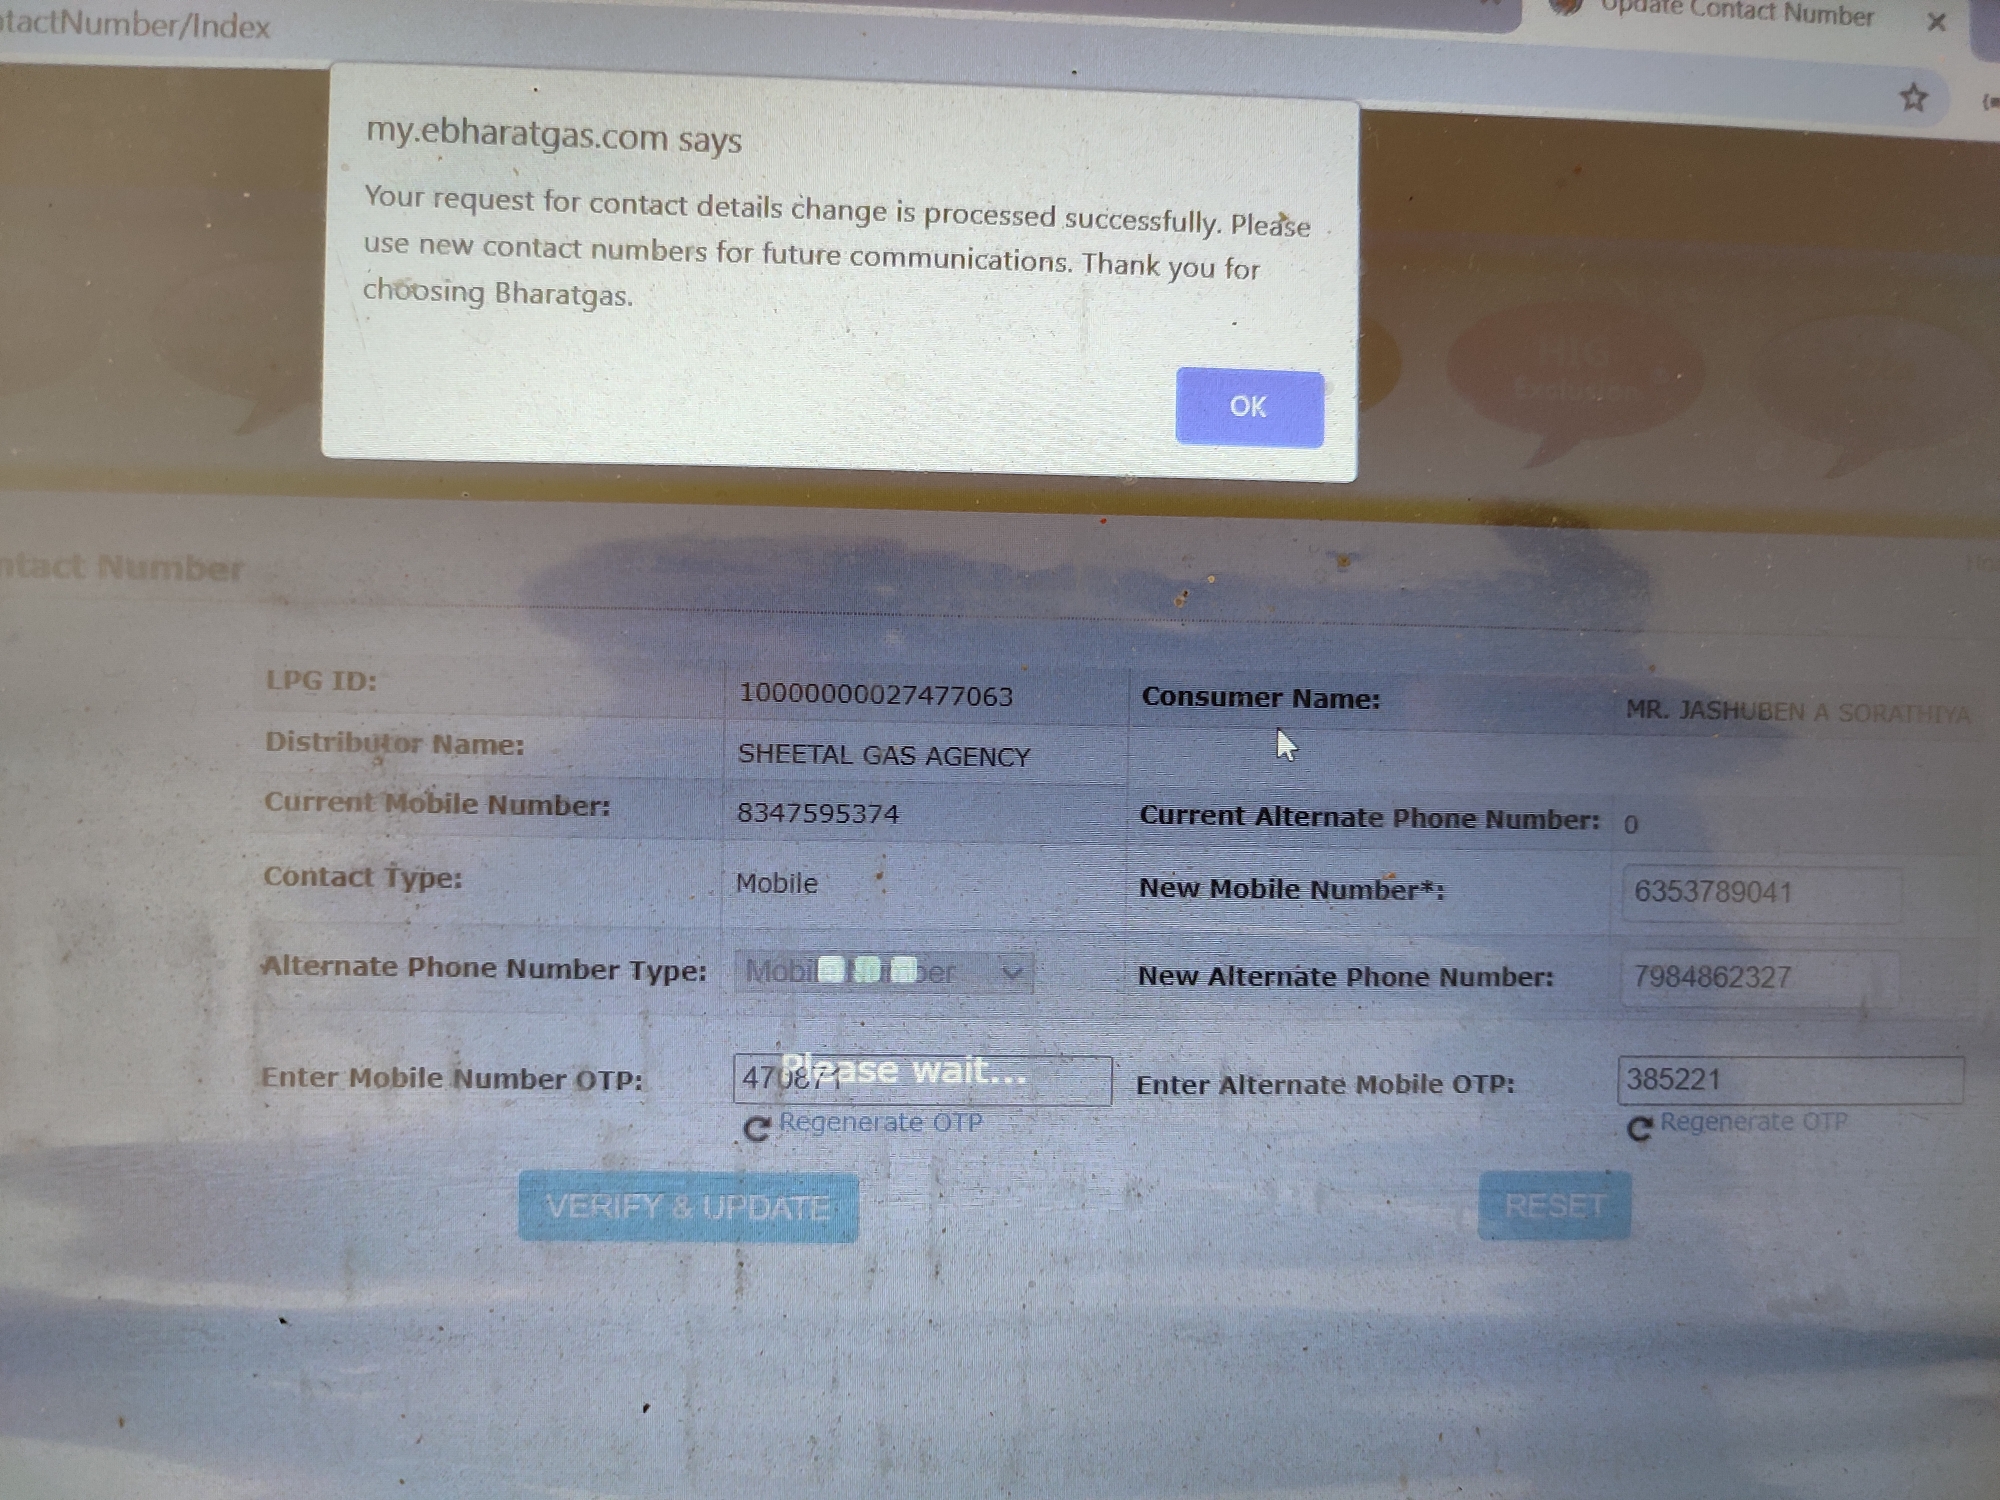 tactNumber/Index
Update Contact Number
my.ebharatgas.com says
Your request for contact details change is processed successfully. Please
use new contact numbers for future communications. Thank you for
choosing Bharatgas.
OK
HIG
Exclusion
ntact Number
LPG ID: 10000000027477063 Consumer Name: MR. JASHUBEN A SORATHIYA
Distributor Name: SHEETAL GAS AGENCY
Current Mobile Number: 8347595374 Current Alternate Phone Number: 0
Contact Type: Mobile New Mobile Number*: 6353789041
Alternate Phone Number Type: Mobile Number New Alternate Phone Number: 7984862327
Please wait...
Enter Mobile Number OTP: 470871 Enter Alternate Mobile OTP: 385221
Regenerate OTP Regenerate OTP
VERIFY & UPDATE RESET